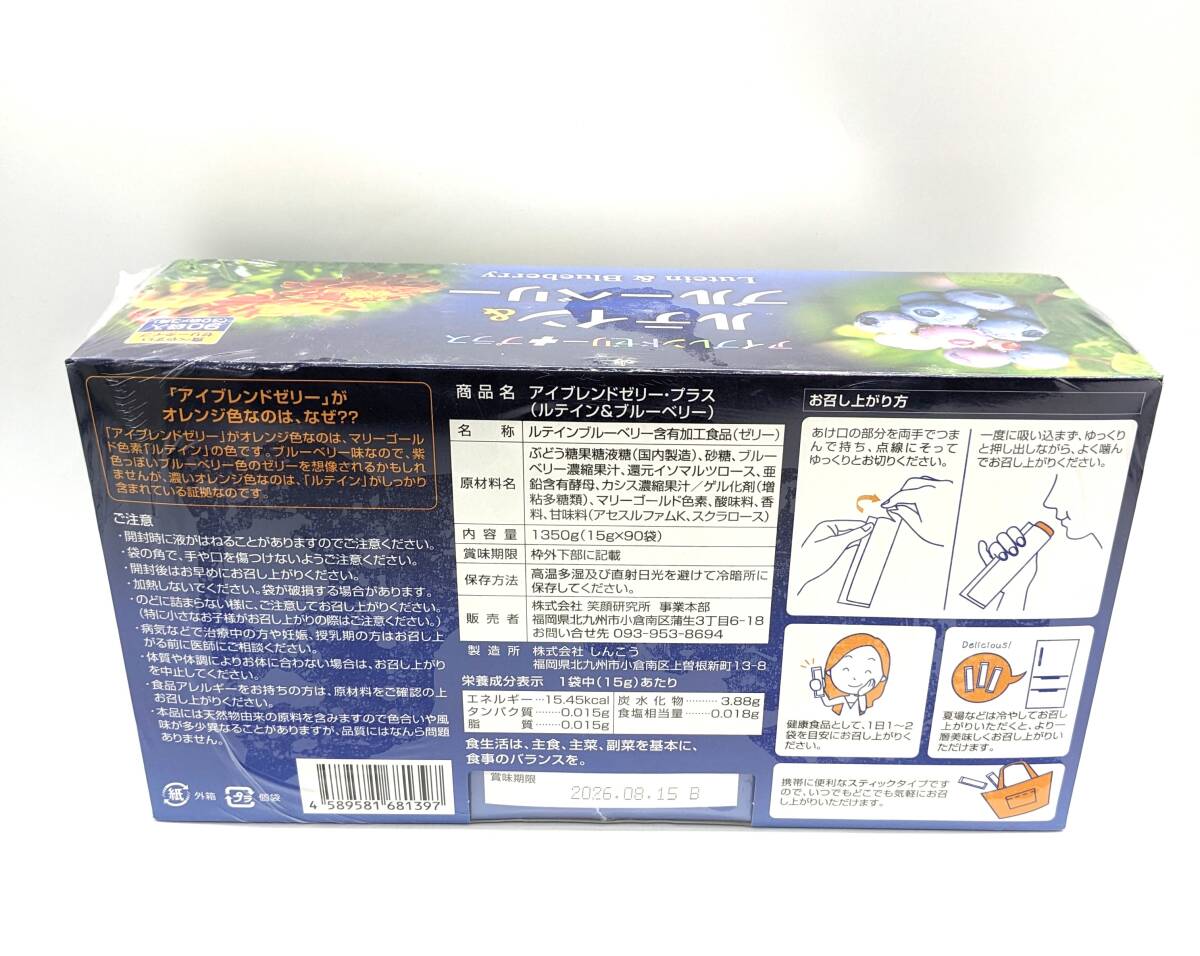 Lutein & Blueberry
ブルーベリー
ルテイン&
アイブレンドゼリー+プラス
90袋入
「アイブレンドゼリー」が
オレンジ色なのは、なぜ??
「アイブレンドゼリー」がオレンジ色なのは、マリーゴール
ド色素「ルテイン」の色です。ブルーベリー味なので、紫
色っぽいブルーベリー色のゼリーを想像されるかもしれ
ませんが、濃いオレンジ色なのは、「ルテイン」がしっかり
含まれている証拠なのです。
ご注意
・開封時に液がはねることがありますのでご注意ください。
・袋の角で、手や口を傷つけないようご注意ください。
・開封後はお早めにお召し上がりください。
・加熱しないでください。袋が破損する場合があります。
・のどに詰まらない様に、ご注意してお召し上がりください。
(特に小さなお子様がお召し上がりの際はご注意ください。)
・病気などで治療中の方や妊娠、授乳期の方はお召し上
がる前に医師にご相談ください。
・体質や体調によりお体に合わない場合は、お召し上がり
を中止してください。
・食品アレルギーをお持ちの方は、原材料をご確認の上
お召し上がりください。
・本品には天然物由来の原料を含みますので色合いや風
味が多少異なることがありますが、品質にはなんら問題
ありません。
紙 外箱 プラ 個袋
4 589581 681397
商品名 アイブレンドゼリー・プラス
(ルテイン&ブルーベリー)
名称 ルテインブルーベリー含有加工食品(ゼリー)
原材料名 ぶどう糖果糖液糖(国内製造)、砂糖、ブルー
ベリー濃縮果汁、還元イソマルツロース、亜
鉛含有酵母、カシス濃縮果汁/ゲル化剤(増
粘多糖類)、マリーゴールド色素、酸味料、香
料、甘味料(アセスルファムK、スクラロース)
内容量 1350g(15g×90袋)
賞味期限 枠外下部に記載
保存方法 高温多湿及び直射日光を避けて冷暗所に
保存してください。
販売者 株式会社 笑顔研究所 事業本部
福岡県北九州市小倉南区蒲生3丁目6-18
お問い合せ先 093-953-8694
製造所 株式会社 しんこう
福岡県北九州市小倉南区上曽根新町13-8
栄養成分表示 1袋中(15g)あたり
エネルギー…15.45kcal 炭水化物………3.88g
タンパク質………0.015g 食塩相当量………0.018g
脂質………0.015g
食生活は、主食、主菜、副菜を基本に、
食事のバランスを。
賞味期限
2026.08.15 B
お召し上がり方
あけ口の部分を両手でつま
んで持ち、点線にそって
ゆっくりとお切りください。
一度に吸い込まず、ゆっくり
と押し出しながら、よく噛ん
でお召し上がりください。
健康食品として、1日1〜2
袋を目安にお召し上がりく
ださい。
Delicious!
夏場などは冷やしてお召し
上がりいただくと、より一
層美味しくお召し上がりい
ただけます。
携帯に便利なスティックタイプです
ので、いつでもどこでも気軽にお召
し上がりいただけます。